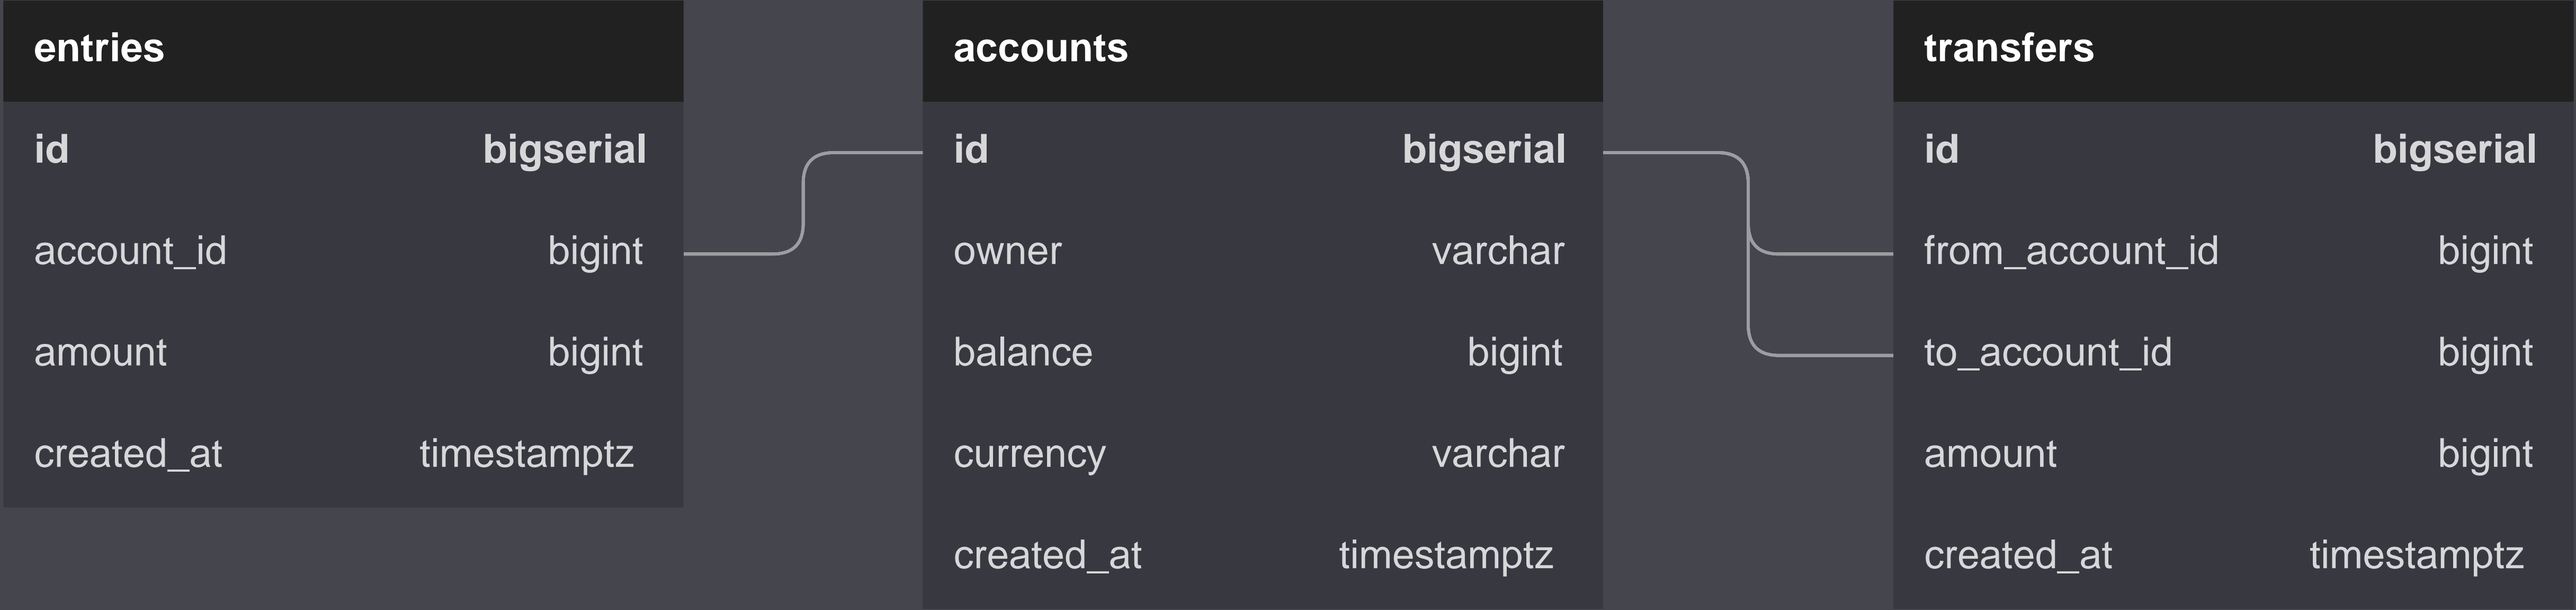 entries
id bigserial
account_id bigint
amount bigint
created_at timestamptz
accounts
id bigserial
owner varchar
balance bigint
currency varchar
created_at timestamptz
transfers
id bigserial
from_account_id bigint
to_account_id bigint
amount bigint
created_at timestamptz